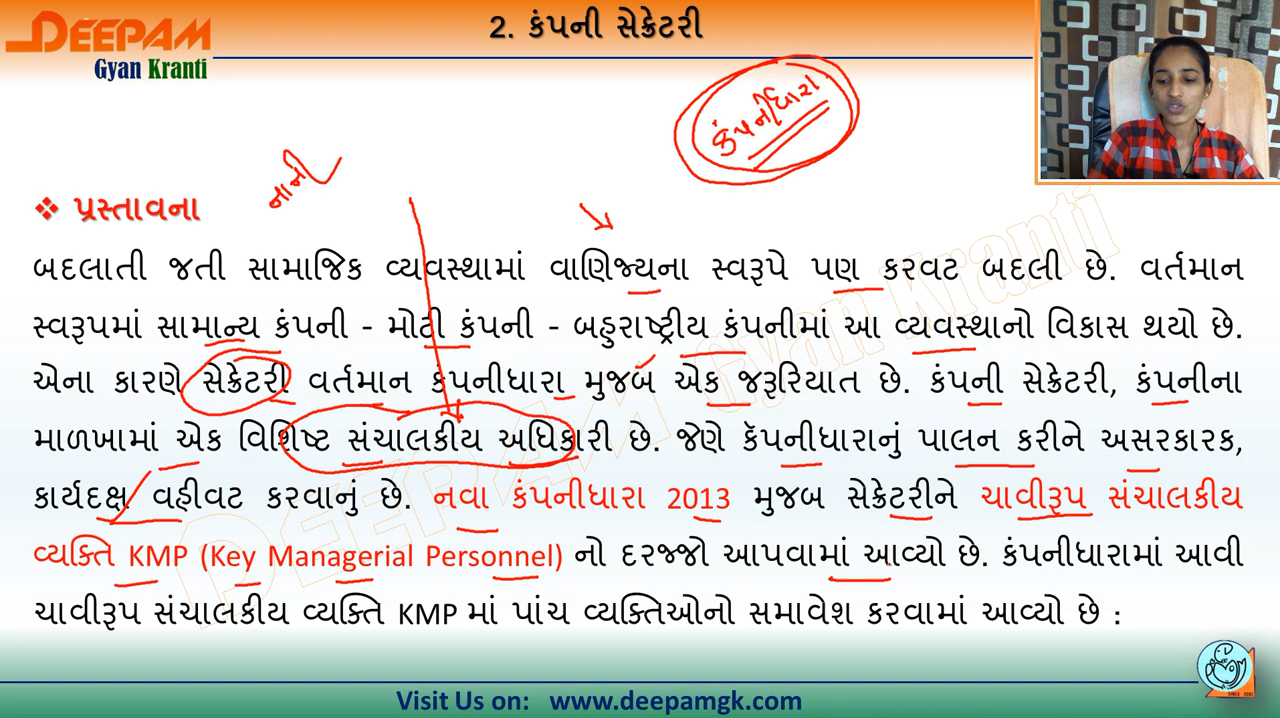 DEEPAM
Gyan Kranti
2. કંપની સેક્રેટરી
કંપનીધારા
નાની
❖ પ્રસ્તાવના
બદલાતી જતી સામાજિક વ્યવસ્થામાં વાણિજ્યના સ્વરૂપે પણ કરવટ બદલી છે. વર્તમાન
સ્વરૂપમાં સામાન્ય કંપની - મોટી કંપની - બહુરાષ્ટ્રીય કંપનીમાં આ વ્યવસ્થાનો વિકાસ થયો છે.
એના કારણે સેક્રેટરી વર્તમાન કંપનીધારા મુજબ એક જરૂરિયાત છે. કંપની સેક્રેટરી, કંપનીના
માળખામાં એક વિશિષ્ટ સંચાલકીય અધિકારી છે. જેણે કૅપનીધારાનું પાલન કરીને અસરકારક,
કાર્યદક્ષ વહીવટ કરવાનું છે. નવા કંપનીધારા 2013 મુજબ સેક્રેટરીને ચાવીરૂપ સંચાલકીય
વ્યક્તિ KMP (Key Managerial Personnel) નો દરજ્જો આપવામાં આવ્યો છે. કંપનીધારામાં આવી
ચાવીરૂપ સંચાલકીય વ્યક્તિ KMP માં પાંચ વ્યક્તિઓનો સમાવેશ કરવામાં આવ્યો છે :
DEEPAM Gyan Kranti
Visit Us on: www.deepamgk.com